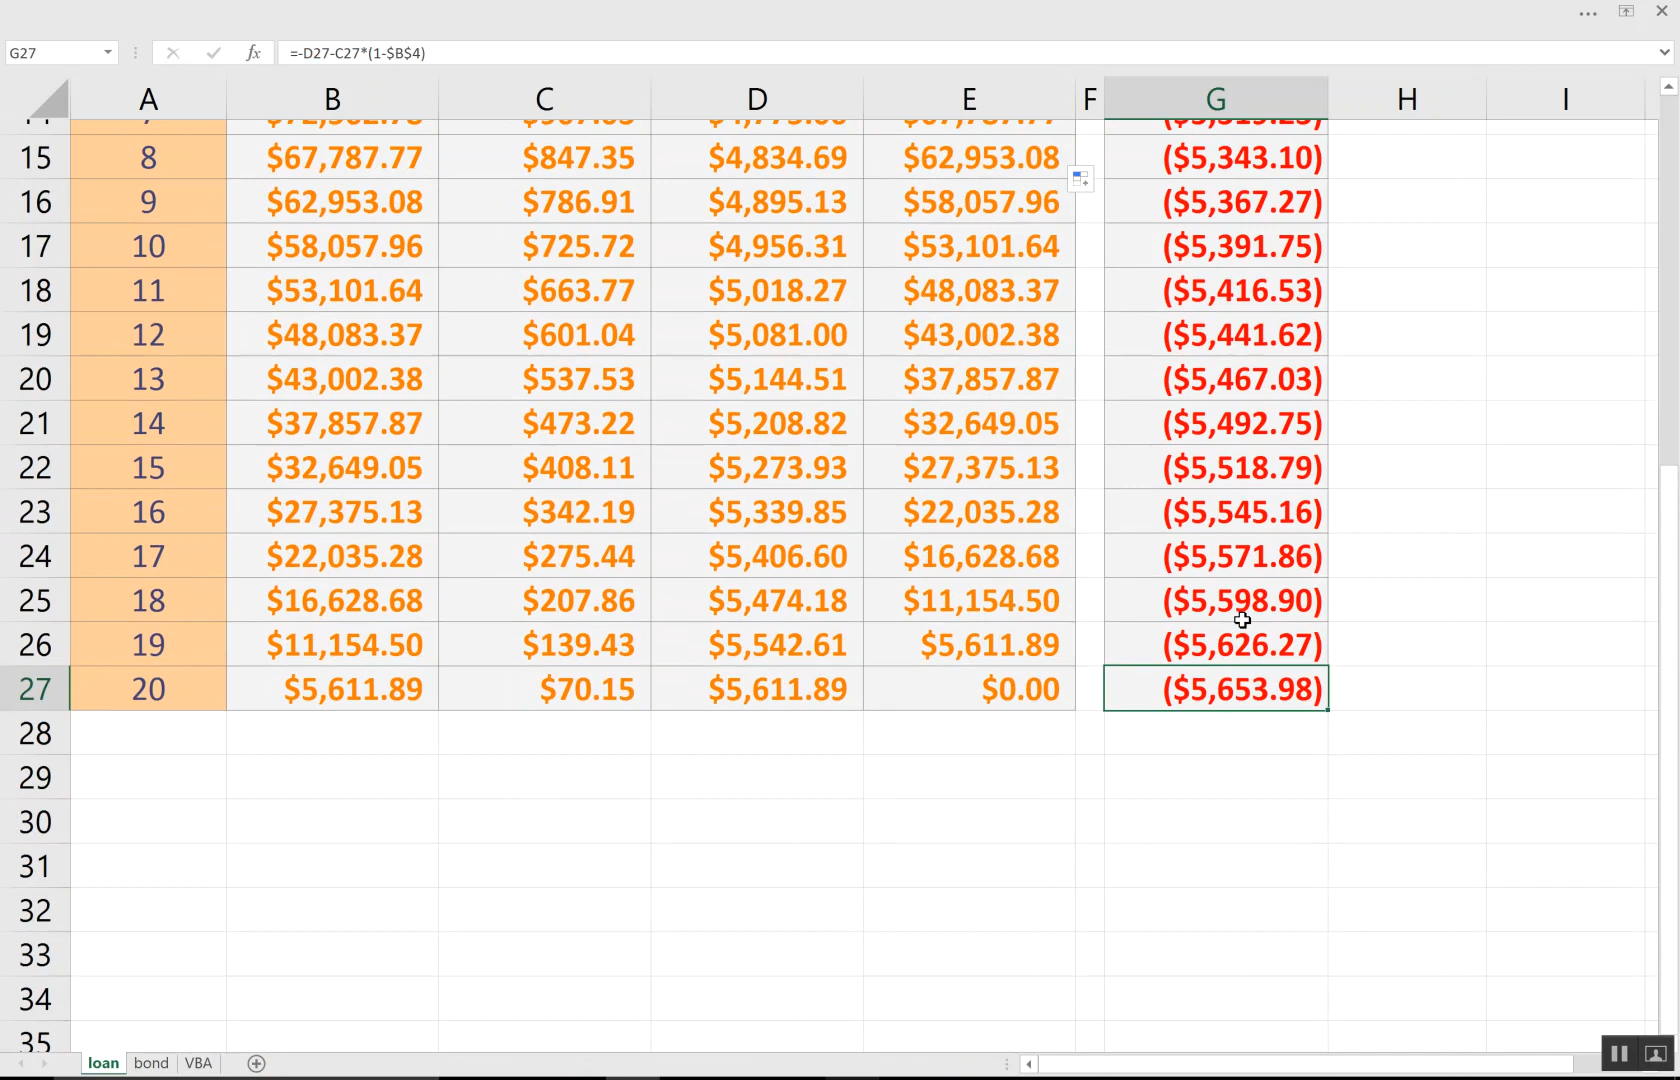 G27 fx =-D27-C27*(1-$B$4)
A B C D E F G H I
15 8 $67,787.77 $847.35 $4,834.69 $62,953.08 ($5,343.10)
16 9 $62,953.08 $786.91 $4,895.13 $58,057.96 ($5,367.27)
17 10 $58,057.96 $725.72 $4,956.31 $53,101.64 ($5,391.75)
18 11 $53,101.64 $663.77 $5,018.27 $48,083.37 ($5,416.53)
19 12 $48,083.37 $601.04 $5,081.00 $43,002.38 ($5,441.62)
20 13 $43,002.38 $537.53 $5,144.51 $37,857.87 ($5,467.03)
21 14 $37,857.87 $473.22 $5,208.82 $32,649.05 ($5,492.75)
22 15 $32,649.05 $408.11 $5,273.93 $27,375.13 ($5,518.79)
23 16 $27,375.13 $342.19 $5,339.85 $22,035.28 ($5,545.16)
24 17 $22,035.28 $275.44 $5,406.60 $16,628.68 ($5,571.86)
25 18 $16,628.68 $207.86 $5,474.18 $11,154.50 ($5,598.90)
26 19 $11,154.50 $139.43 $5,542.61 $5,611.89 ($5,626.27)
27 20 $5,611.89 $70.15 $5,611.89 $0.00 ($5,653.98)
28
29
30
31
32
33
34
35
loan bond VBA